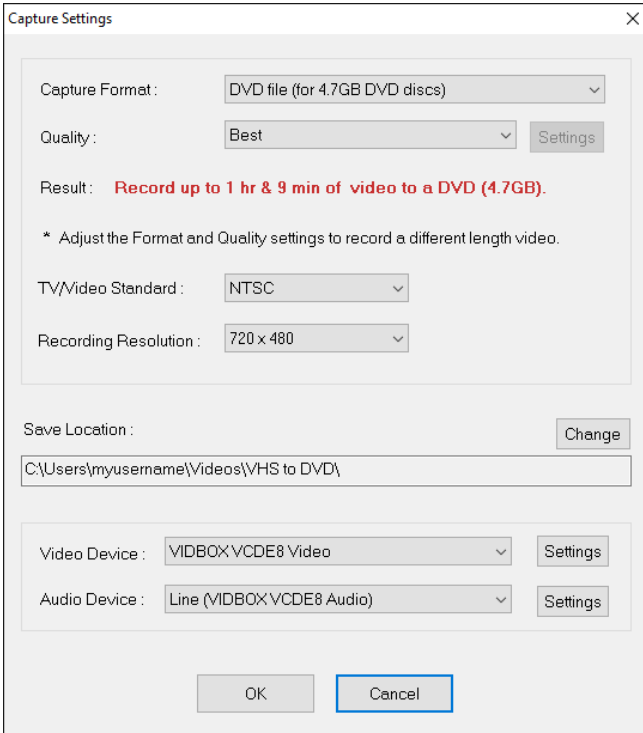 Capture Settings
Capture Format :
DVD file (for 4.7GB DVD discs)
Quality :
Best
Settings
Result :
Record up to 1 hr & 9 min of video to a DVD (4.7GB).
* Adjust the Format and Quality settings to record a different length video.
TV/Video Standard :
NTSC
Recording Resolution :
720 x 480
Save Location :
Change
C:\Users\myusername\Videos\VHS to DVD\
Video Device :
VIDBOX VCDE8 Video
Settings
Audio Device :
Line (VIDBOX VCDE8 Audio)
Settings
OK
Cancel